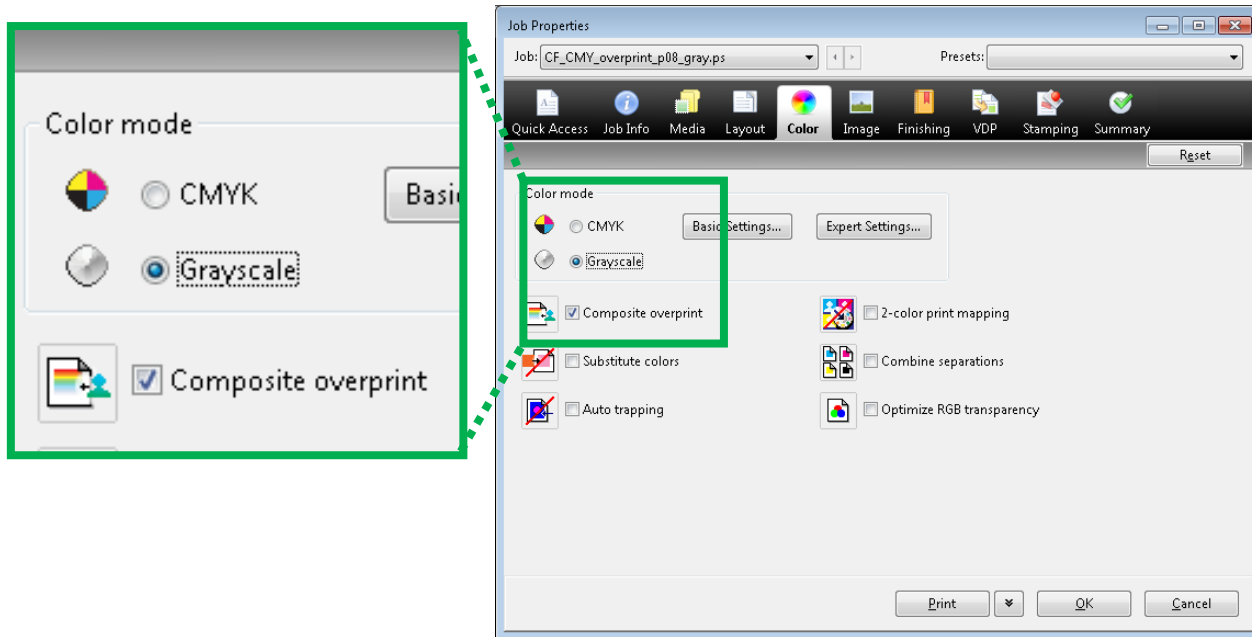 Color mode
CMYK
Basi
Grayscale
Composite overprint
Job Properties
Job: CF_CMY_overprint_p08_gray.ps Presets:
Quick Access Job Info Media Layout Color Image Finishing VDP Stamping Summary
Reset
Color mode
CMYK Basic Settings... Expert Settings...
Grayscale
Composite overprint 2-color print mapping
Substitute colors Combine separations
Auto trapping Optimize RGB transparency
Print OK Cancel